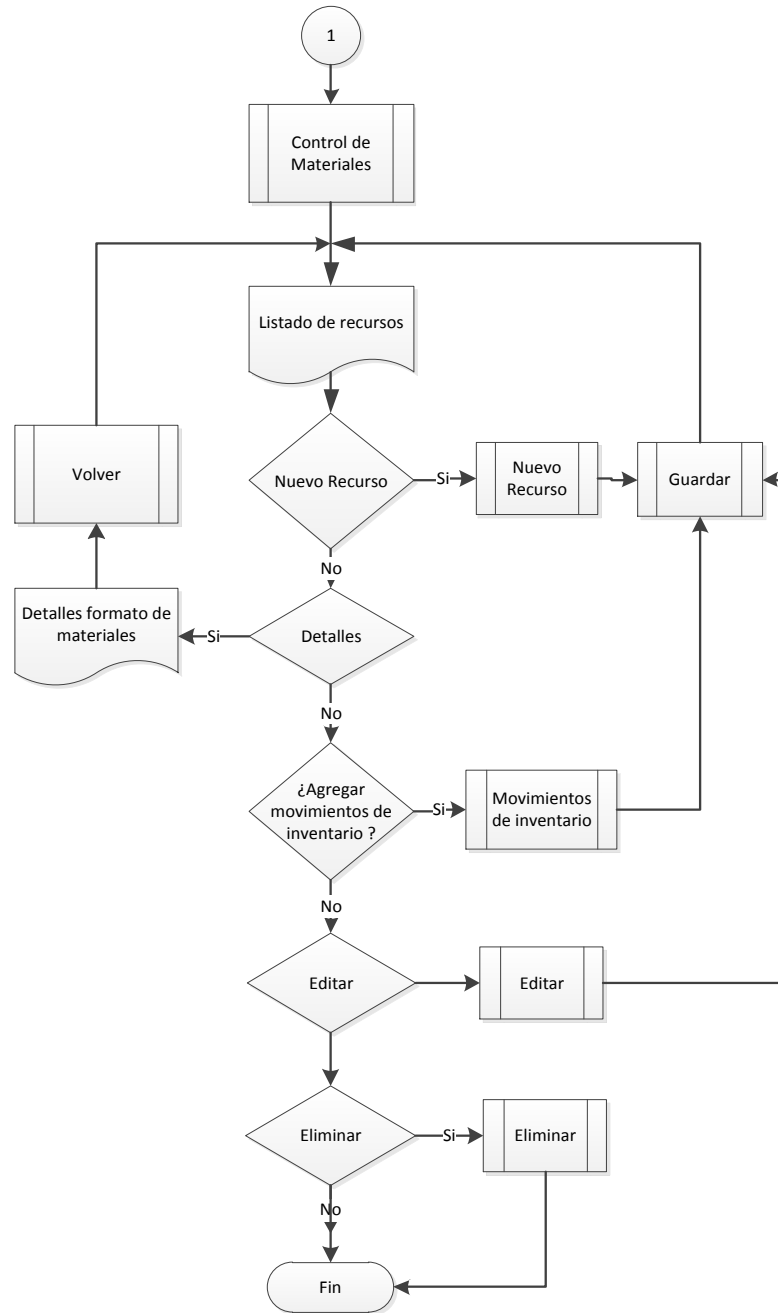 1
Control de
Materiales
Listado de recursos
Volver
Nuevo Recurso
Si
Nuevo
Recurso
Guardar
No
Detalles formato de
materiales
Si
Detalles
No
¿Agregar
movimientos de
inventario ?
Si
Movimientos
de inventario
No
Editar
Editar
Eliminar
Si
Eliminar
No
Fin